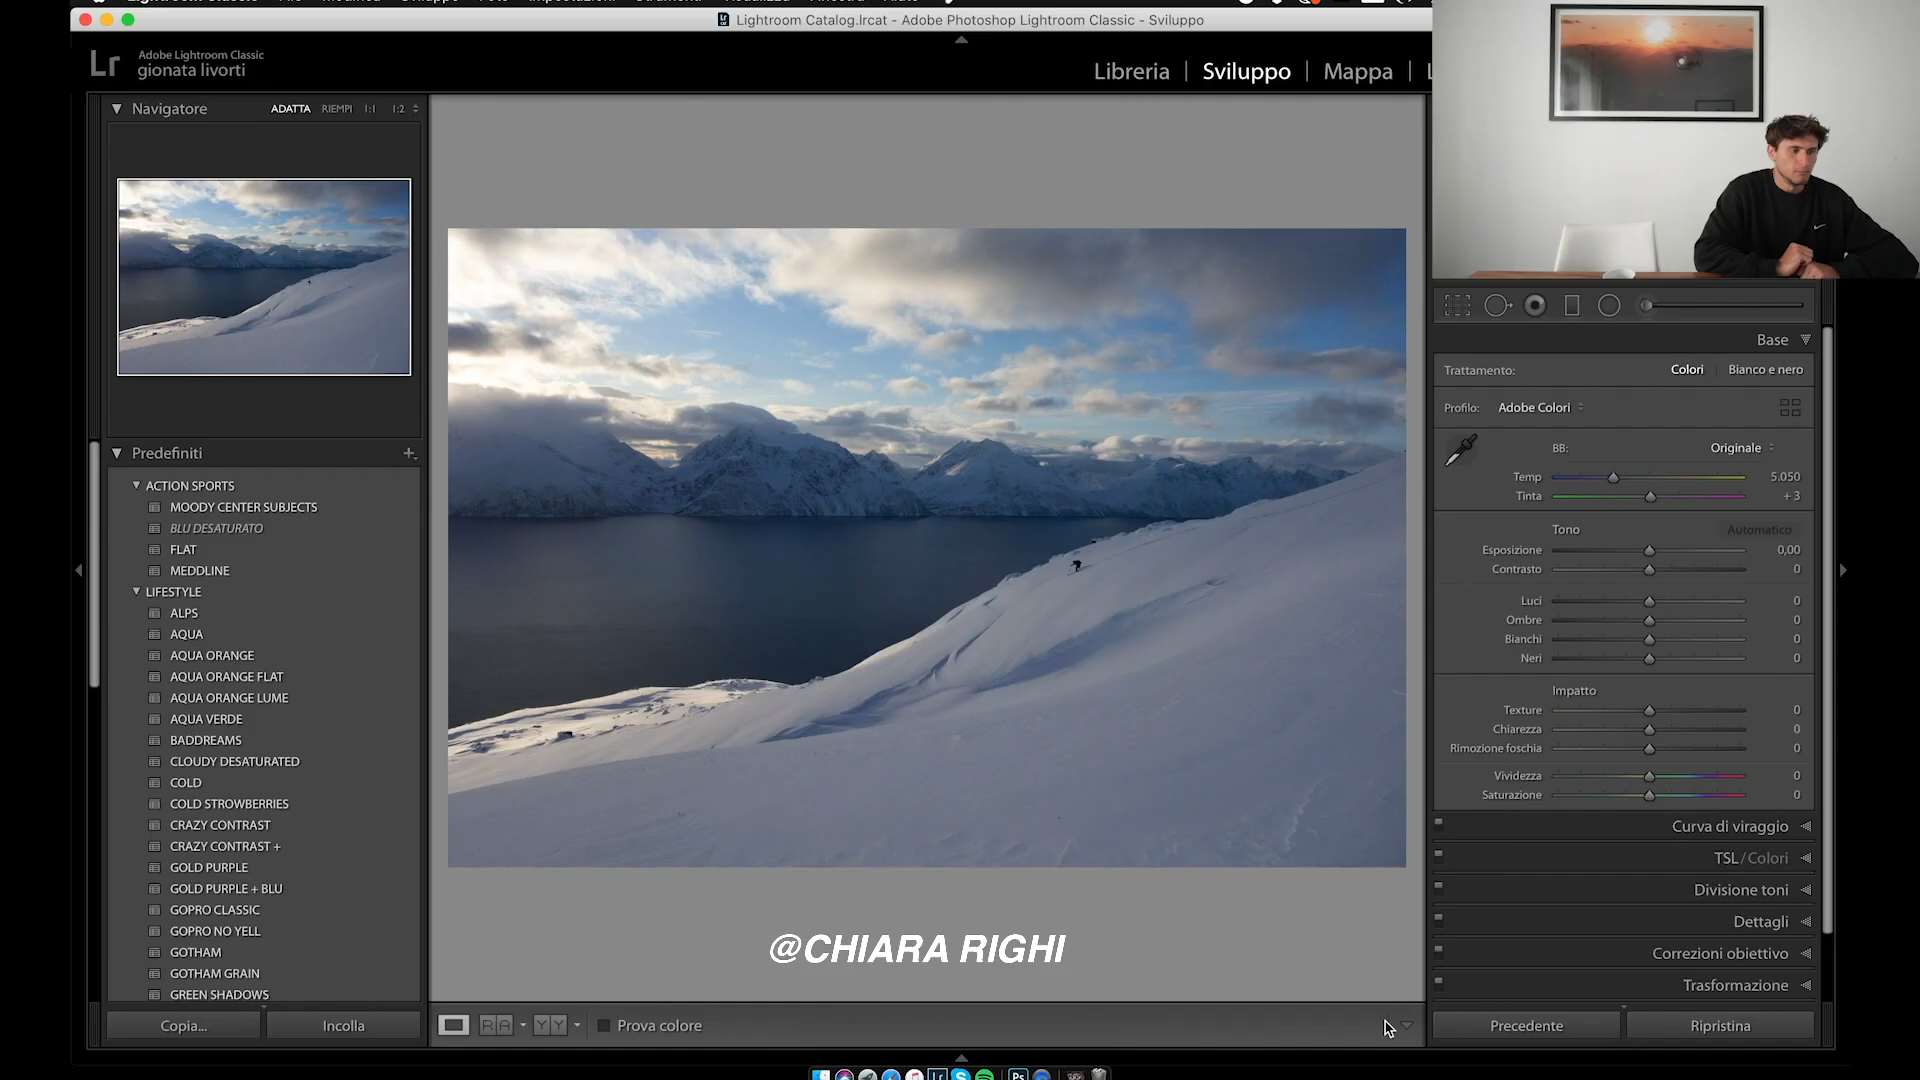 Lightroom Catalog.lrcat - Adobe Photoshop Lightroom Classic - Sviluppo
Lr
Adobe Lightroom Classic
gionata livorti
Libreria | Sviluppo | Mappa |
Navigatore
ADATTA RIEMPI 1:1 1:2
Predefiniti
ACTION SPORTS
MOODY CENTER SUBJECTS
BLU DESATURATO
FLAT
MEDDLINE
LIFESTYLE
ALPS
AQUA
AQUA ORANGE
AQUA ORANGE FLAT
AQUA ORANGE LUME
AQUA VERDE
BADDREAMS
CLOUDY DESATURATED
COLD
COLD STROWBERRIES
CRAZY CONTRAST
CRAZY CONTRAST +
GOLD PURPLE
GOLD PURPLE + BLU
GOPRO CLASSIC
GOPRO NO YELL
GOTHAM
GOTHAM GRAIN
GREEN SHADOWS
Copia... Incolla
@CHIARA RIGHI
RA YY Prova colore
Base
Trattamento: Colori Bianco e nero
Profilo: Adobe Colori
BB: Originale
Temp 5.050
Tinta + 3
Tono Automatico
Esposizione 0,00
Contrasto 0
Luci 0
Ombre 0
Bianchi 0
Neri 0
Impatto
Texture 0
Chiarezza 0
Rimozione foschia 0
Vividezza 0
Saturazione 0
Curva di viraggio
TSL / Colori
Divisione toni
Dettagli
Correzioni obiettivo
Trasformazione
Precedente Ripristina
Lr
Ps